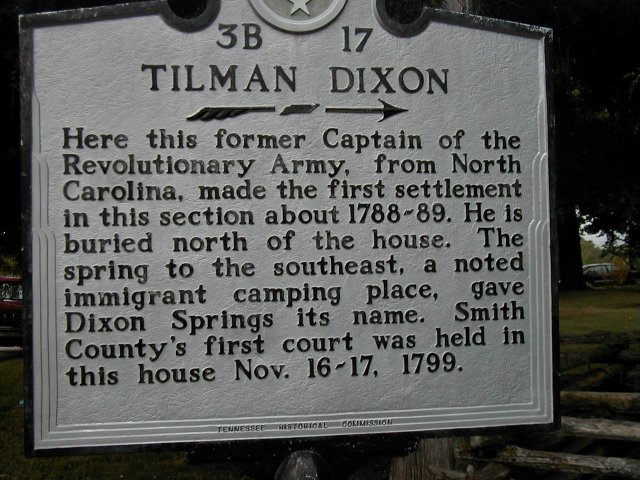 3B 17
TILMAN DIXON
Here this former Captain of the
Revolutionary Army, from North
Carolina, made the first settlement
in this section about 1788-89. He is
buried north of the house. The
spring to the southeast, a noted
immigrant camping place, gave
Dixon Springs its name. Smith
County's first court was held in
this house Nov. 16-17, 1799.
TENNESSEE HISTORICAL COMMISSION